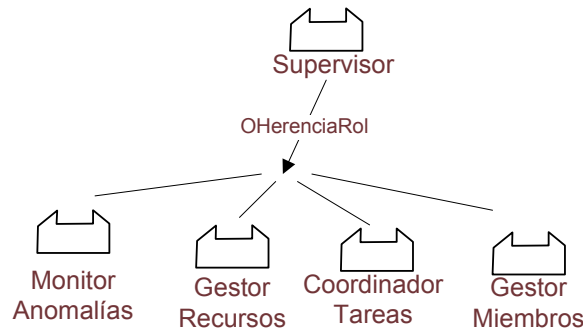 Supervisor
OHerenciaRol
Monitor
Anomalías
Gestor
Recursos
Coordinador
Tareas
Gestor
Miembros